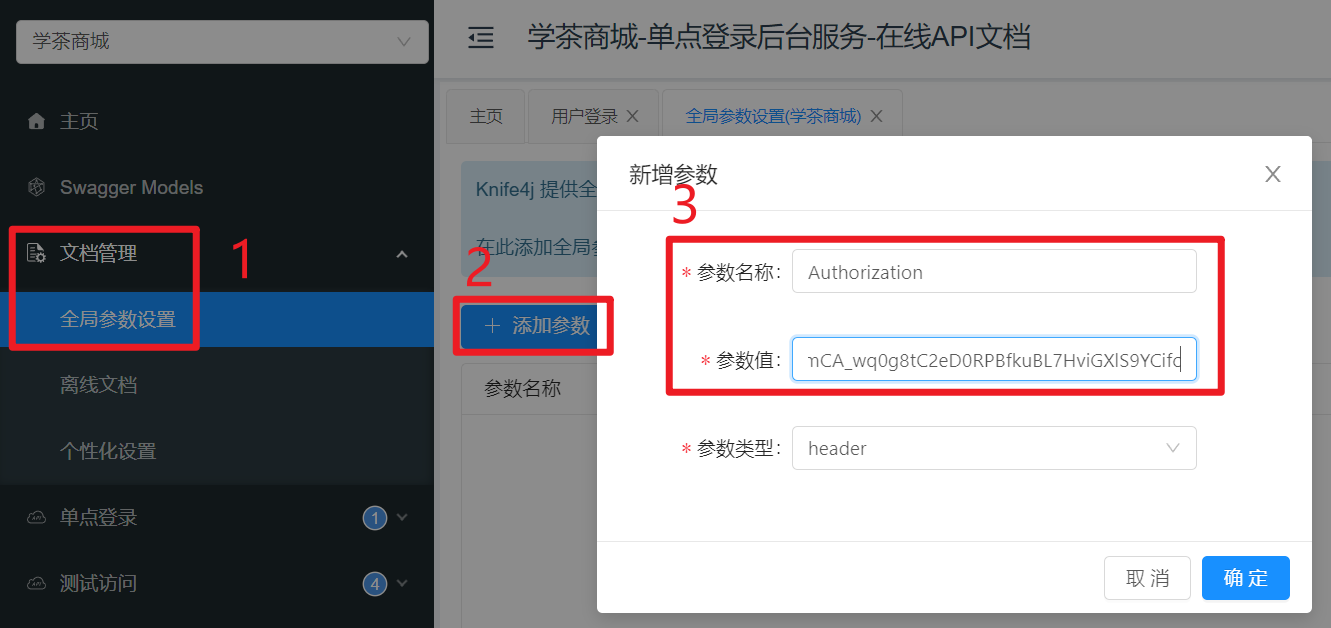 学茶商城
学茶商城-单点登录后台服务-在线API文档
主页
Swagger Models
文档管理
全局参数设置
离线文档
个性化设置
单点登录
1
测试访问
4
1
主页
用户登录
全局参数设置(学茶商城)
Knife4j 提供全
在此添加全局参
2
添加参数
参数名称
新增参数
3
* 参数名称:
Authorization
* 参数值:
nCA_wq0g8tC2eD0RPBfkuBL7HviGXlS9YCifc
* 参数类型:
header
取 消
确 定